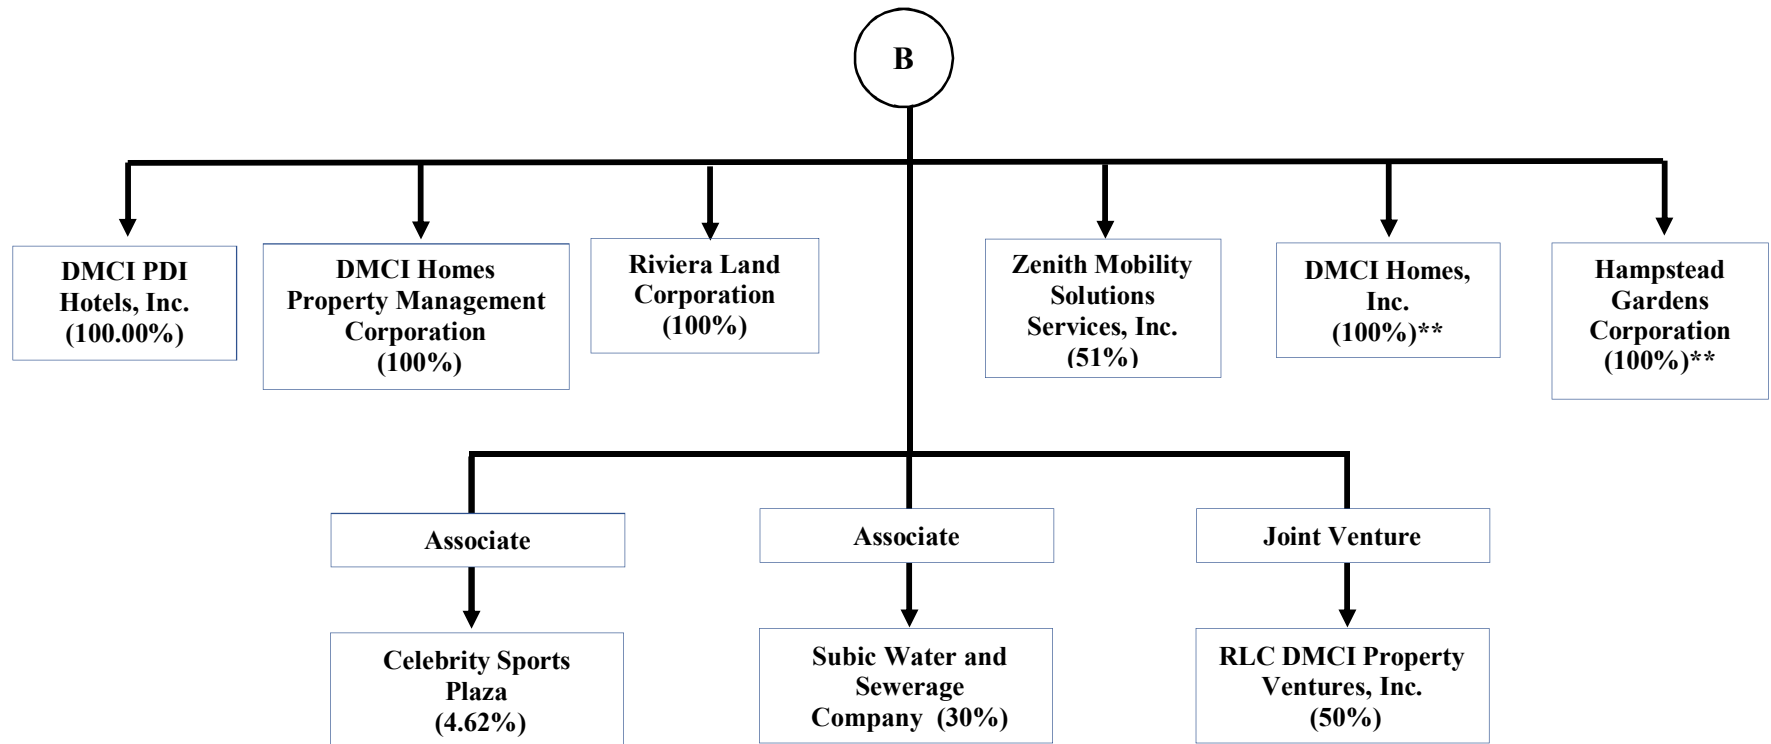 B
DMCI PDI
Hotels, Inc.
(100.00%)
DMCI Homes
Property Management
Corporation
(100%)
Riviera Land
Corporation
(100%)
Zenith Mobility
Solutions
Services, Inc.
(51%)
DMCI Homes,
Inc.
(100%)**
Hampstead
Gardens
Corporation
(100%)**
Associate
Associate
Joint Venture
Celebrity Sports
Plaza
(4.62%)
Subic Water and
Sewerage
Company (30%)
RLC DMCI Property
Ventures, Inc.
(50%)